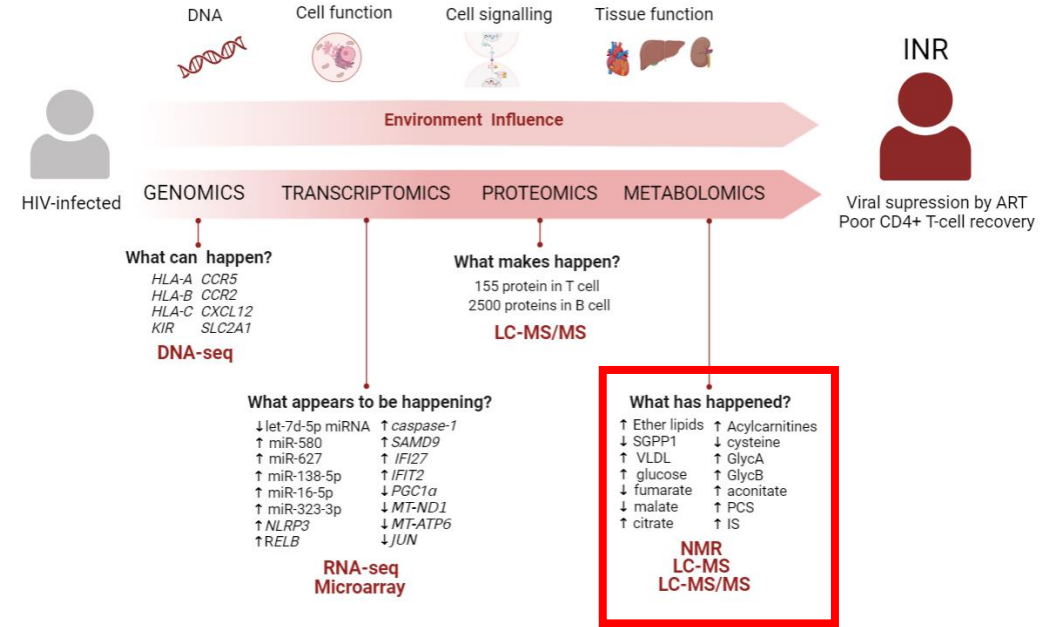 DNA
Cell function
Cell signalling
Tissue function
INR
Environment Influence
HIV-infected
GENOMICS
TRANSCRIPTOMICS
PROTEOMICS
METABOLOMICS
Viral supression by ART
Poor CD4+ T-cell recovery
What can happen?
HLA-A CCR5
HLA-B CCR2
HLA-C CXCL12
KIR SLC2A1
DNA-seq
What makes happen?
155 protein in T cell
2500 proteins in B cell
LC-MS/MS
What appears to be happening?
↓let-7d-5p miRNA ↑caspase-1
↑ miR-580 ↑SAMD9
↑ miR-627 ↑ IFI27
↑ miR-138-5p ↑IFIT2
↑ miR-16-5p ↓PGC1α
↑ miR-323-3p ↓MT-ND1
↑NLRP3 ↓MT-ATP6
↑RELB ↓JUN
RNA-seq
Microarray
What has happened?
↑ Ether lipids ↑ Acylcarnitines
↓ SGPP1 ↓ cysteine
↑ VLDL ↑ GlycA
↑ glucose ↑ GlycB
↓ fumarate ↑ aconitate
↓ malate ↑ PCS
↑ citrate ↑ IS
NMR
LC-MS
LC-MS/MS